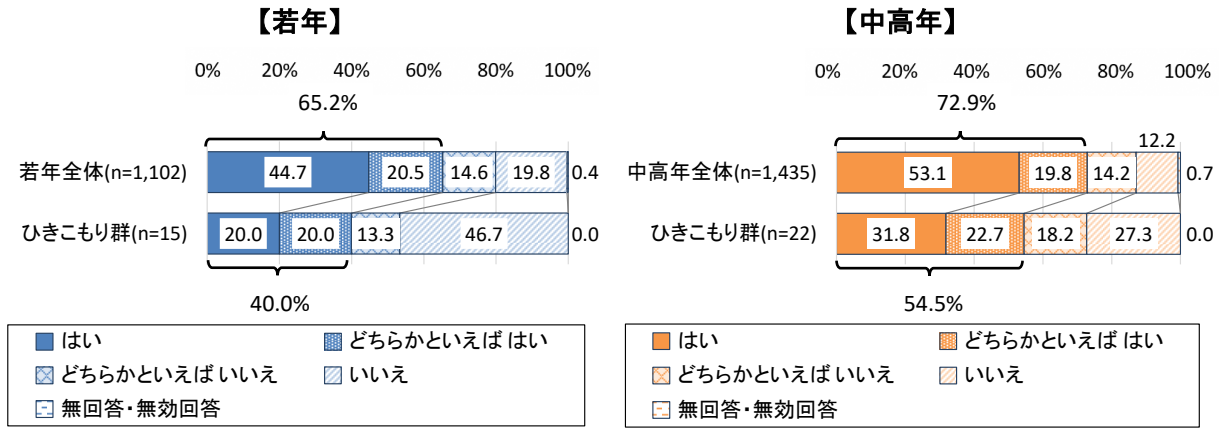 【若年】
0% 20% 40% 60% 80% 100%
65.2%
若年全体(n=1,102) 44.7 20.5 14.6 19.8 0.4
ひきこもり群(n=15) 20.0 20.0 13.3 46.7 0.0
40.0%
はい どちらかといえば はい
どちらかといえば いいえ いいえ
無回答・無効回答
【中高年】
0% 20% 40% 60% 80% 100%
72.9%
12.2
中高年全体(n=1,435) 53.1 19.8 14.2 0.7
ひきこもり群(n=22) 31.8 22.7 18.2 27.3 0.0
54.5%
はい どちらかといえば はい
どちらかといえば いいえ いいえ
無回答・無効回答